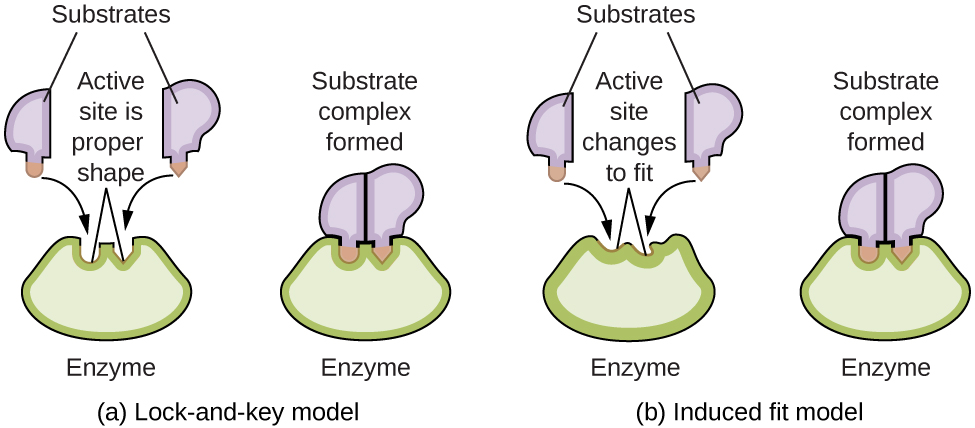 Substrates
Active
site is
proper
shape
Substrate
complex
formed
Enzyme
Enzyme
(a) Lock-and-key model
Substrates
Active
site
changes
to fit
Substrate
complex
formed
Enzyme
Enzyme
(b) Induced fit model